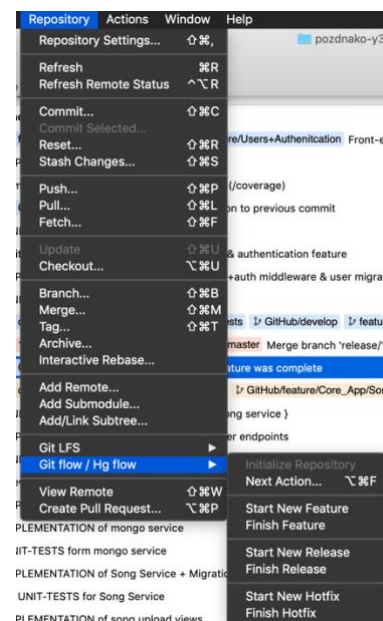 Repository Actions Window Help
Repository Settings... ⇧⌘,
pozdnako-y3
Refresh ⌘R
Refresh Remote Status ^⌥R
Commit... ⇧⌘C
Commit Selected...
re/Users+Authenitcation Front-e
Reset... ⇧⌘R
Stash Changes... ⇧⌘S
Push... ⇧⌘P
(/coverage)
Pull... ⇧⌘L
on to previous commit
Fetch... ⇧⌘F
Update ⇧⌘U
& authentication feature
Checkout... ⌥⌘U
+auth middleware & user migra
Branch... ⇧⌘B
Merge... ⇧⌘M
Tag... ⇧⌘T
ests GitHub/develop featu
Archive...
master Merge branch 'release/
Interactive Rebase...
ature was complete
Add Remote...
GitHub/feature/Core_App/Son
Add Submodule...
ong service }
Add/Link Subtree...
er endpoints
Git LFS
Git flow / Hg flow
Initialize Repository
View Remote ⇧⌘W
Next Action... ⌥⌘F
Create Pull Request... ⌥⌘P
Start New Feature
PLEMENTATION of mongo service
Finish Feature
IT-TESTS form mongo service
Start New Release
PLEMENTATION of Song Service + Migratio
Finish Release
UNIT-TESTS for Song Service
Start New Hotfix
PLEMENTATION of song upload views
Finish Hotfix